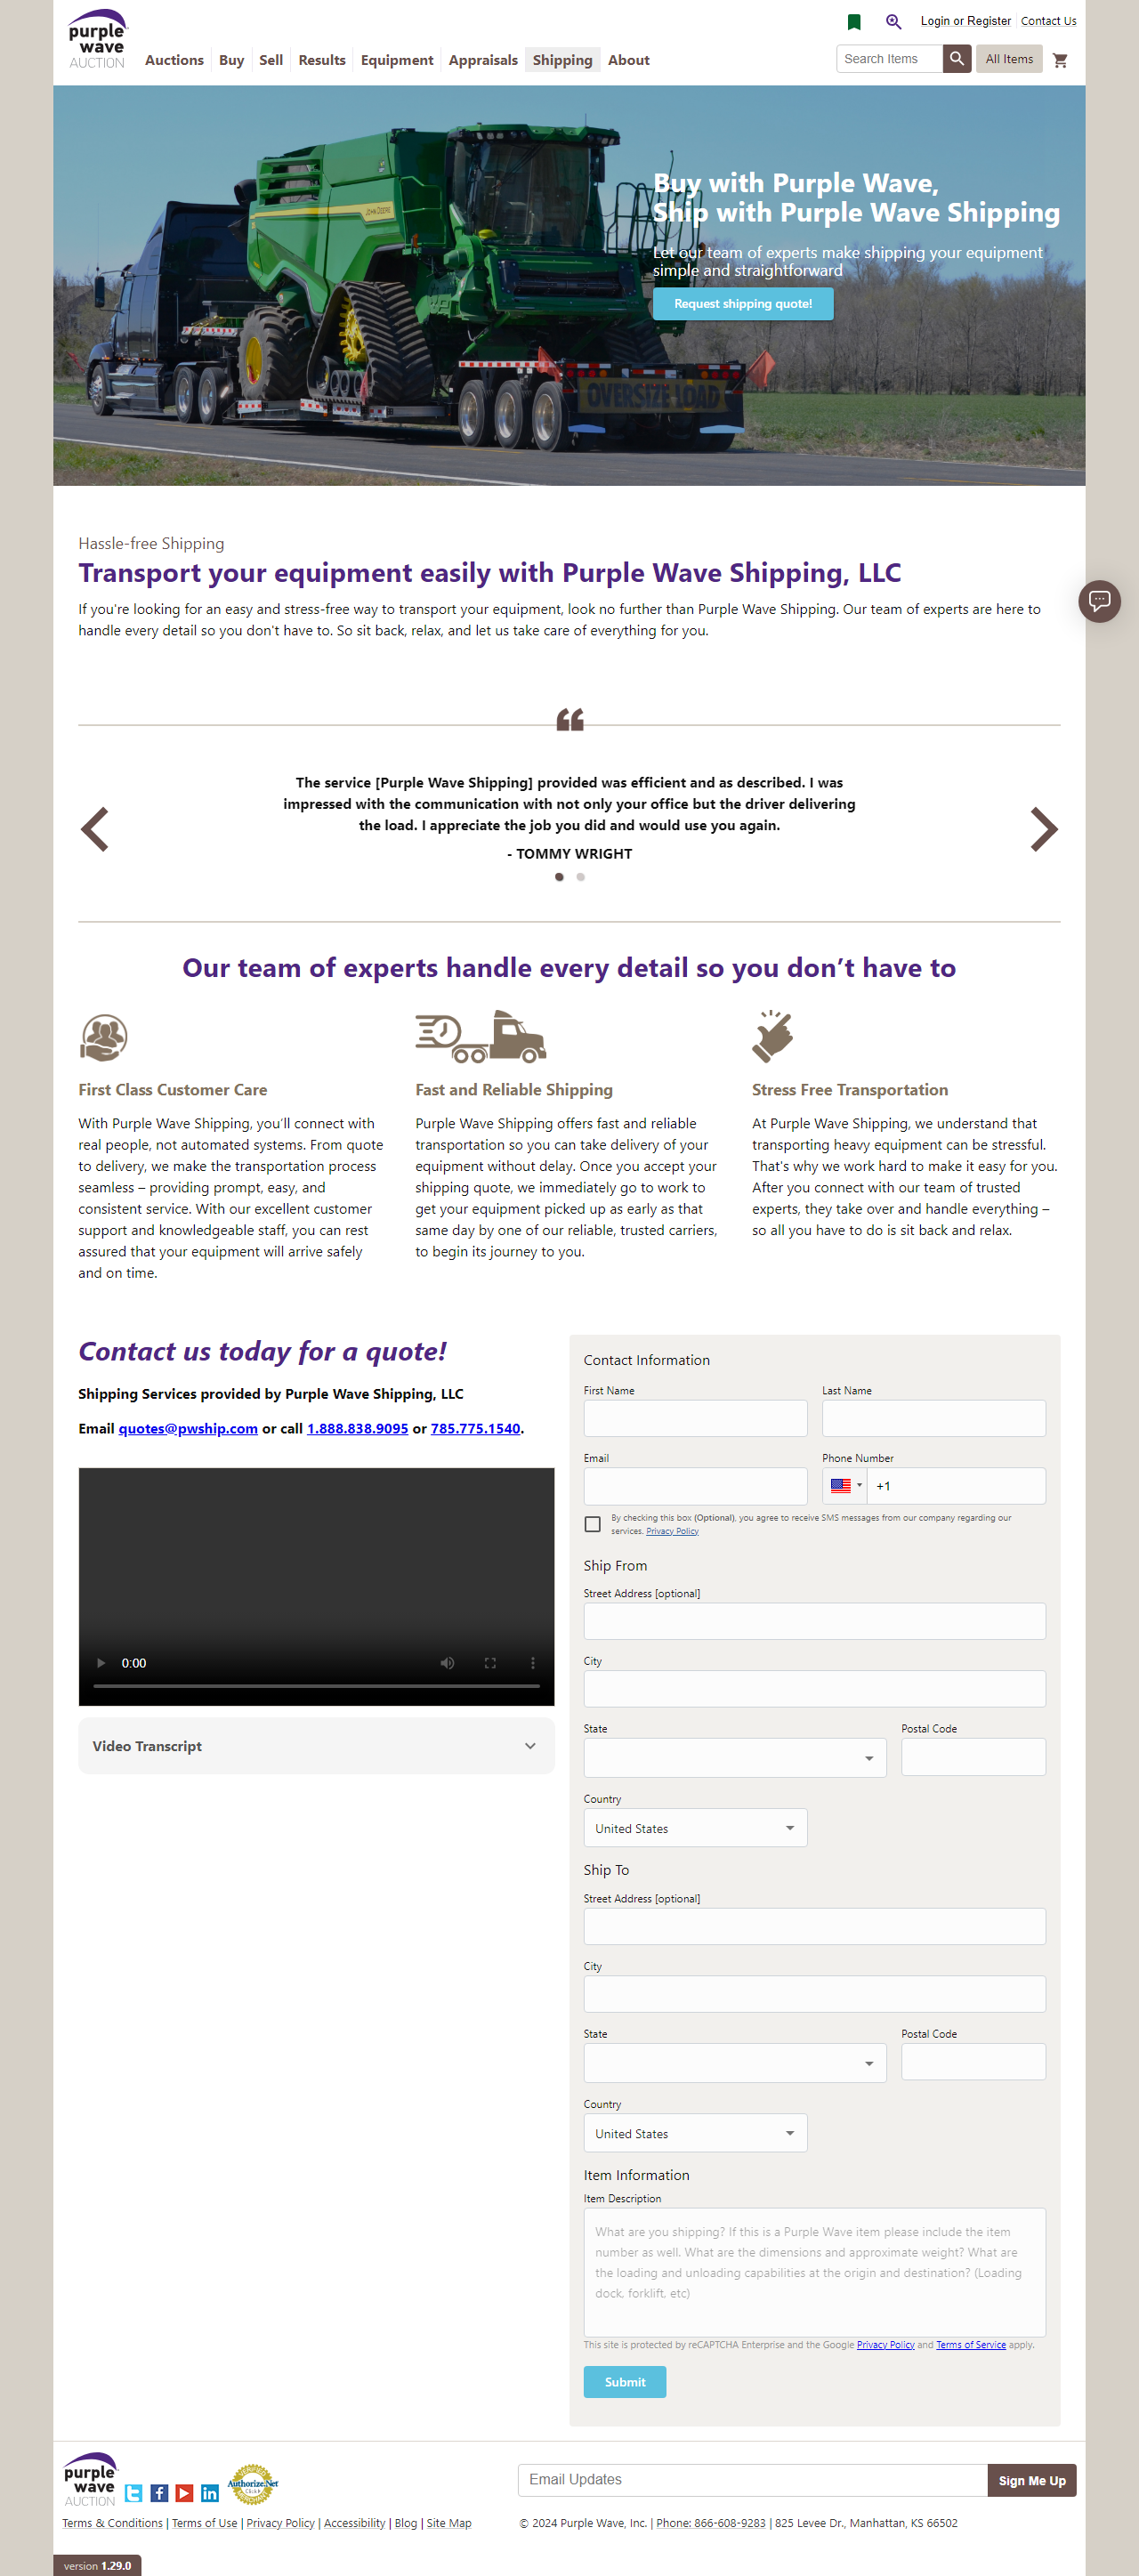 purple
wave
AUCTION
Login or Register
Contact Us
Auctions
Buy
Sell
Results
Equipment
Appraisals
Shipping
About
Search Items
All Items
JOHN DEERE
OVERSIZE LOAD
Buy with Purple Wave,
Ship with Purple Wave Shipping
Let our team of experts make shipping your equipment
simple and straightforward
Request shipping quote!
Hassle-free Shipping
Transport your equipment easily with Purple Wave Shipping, LLC
If you're looking for an easy and stress-free way to transport your equipment, look no further than Purple Wave Shipping. Our team of experts are here to
handle every detail so you don't have to. So sit back, relax, and let us take care of everything for you.
The service [Purple Wave Shipping] provided was efficient and as described. I was
impressed with the communication with not only your office but the driver delivering
the load. I appreciate the job you did and would use you again.
- TOMMY WRIGHT
Our team of experts handle every detail so you don’t have to
First Class Customer Care
With Purple Wave Shipping, you’ll connect with
real people, not automated systems. From quote
to delivery, we make the transportation process
seamless – providing prompt, easy, and
consistent service. With our excellent customer
support and knowledgeable staff, you can rest
assured that your equipment will arrive safely
and on time.
Fast and Reliable Shipping
Purple Wave Shipping offers fast and reliable
transportation so you can take delivery of your
equipment without delay. Once you accept your
shipping quote, we immediately go to work to
get your equipment picked up as early as that
same day by one of our reliable, trusted carriers,
to begin its journey to you.
Stress Free Transportation
At Purple Wave Shipping, we understand that
transporting heavy equipment can be stressful.
That's why we work hard to make it easy for you.
After you connect with our team of trusted
experts, they take over and handle everything –
so all you have to do is sit back and relax.
Contact us today for a quote!
Shipping Services provided by Purple Wave Shipping, LLC
Email quotes@pwship.com or call 1.888.838.9095 or 785.775.1540.
0:00
Video Transcript
Contact Information
First Name
Last Name
Email
Phone Number
+1
By checking this box (Optional), you agree to receive SMS messages from our company regarding our
services. Privacy Policy
Ship From
Street Address [optional]
City
State
Postal Code
Country
United States
Ship To
Street Address [optional]
City
State
Postal Code
Country
United States
Item Information
Item Description
What are you shipping? If this is a Purple Wave item please include the item
number as well. What are the dimensions and approximate weight? What are
the loading and unloading capabilities at the origin and destination? (Loading
dock, forklift, etc)
This site is protected by reCAPTCHA Enterprise and the Google Privacy Policy and Terms of Service apply.
Submit
purple
wave
AUCTION
Authorize.Net
Email Updates
Sign Me Up
Terms & Conditions | Terms of Use | Privacy Policy | Accessibility | Blog | Site Map
© 2024 Purple Wave, Inc. | Phone: 866-608-9283 | 825 Levee Dr., Manhattan, KS 66502
version 1.29.0